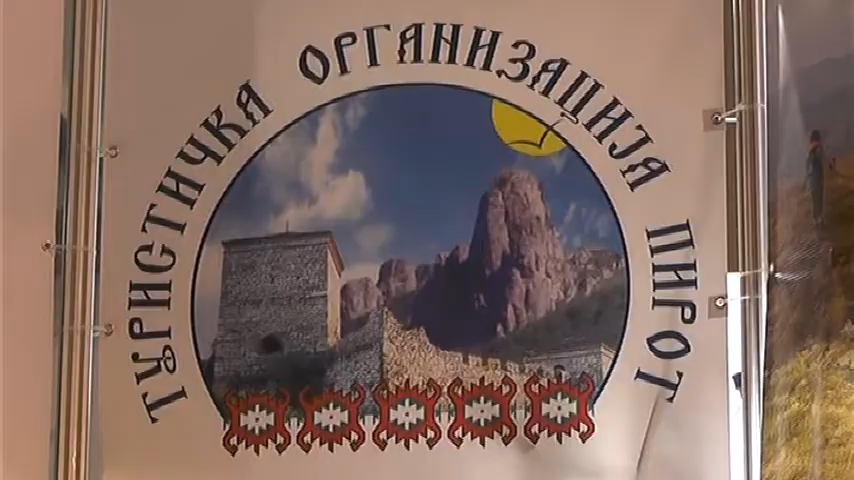 ТУРИСТИЧКА ОРГАНИЗАЦИЈА ПИРОТ